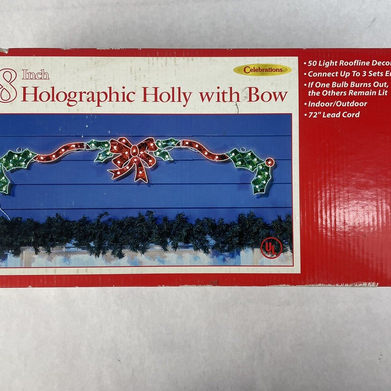 8 Inch
Holographic Holly with Bow
Celebrations
• 50 Light Roofline Decor
• Connect Up To 3 Sets E
• If One Bulb Burns Out,
the Others Remain Lit
• Indoor/Outdoor
• 72" Lead Cord
UL